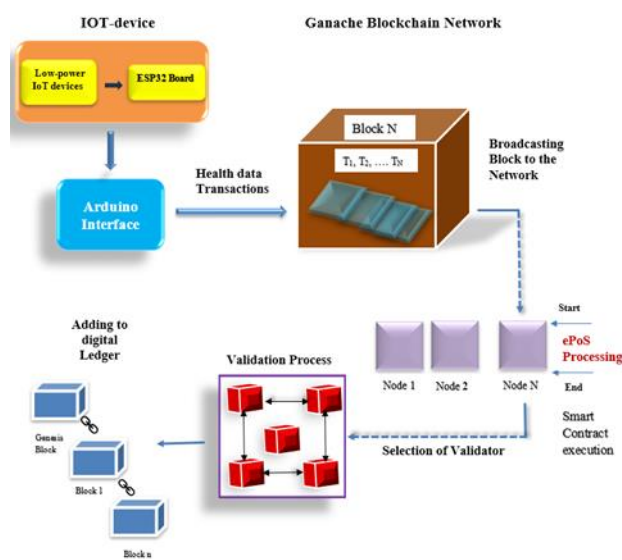 IOT-device
Ganache Blockchain Network
Low-power
IoT devices
ESP32 Board
Block N
T1, T2, .... TN
Broadcasting
Block to the
Network
Health data
Transactions
Arduino
Interface
Start
ePoS
Processing
End
Node 1
Node 2
Node N
Smart
Contract
execution
Selection of Validator
Validation Process
Adding to
digital
Ledger
Genesis
Block
Block 1
Block n